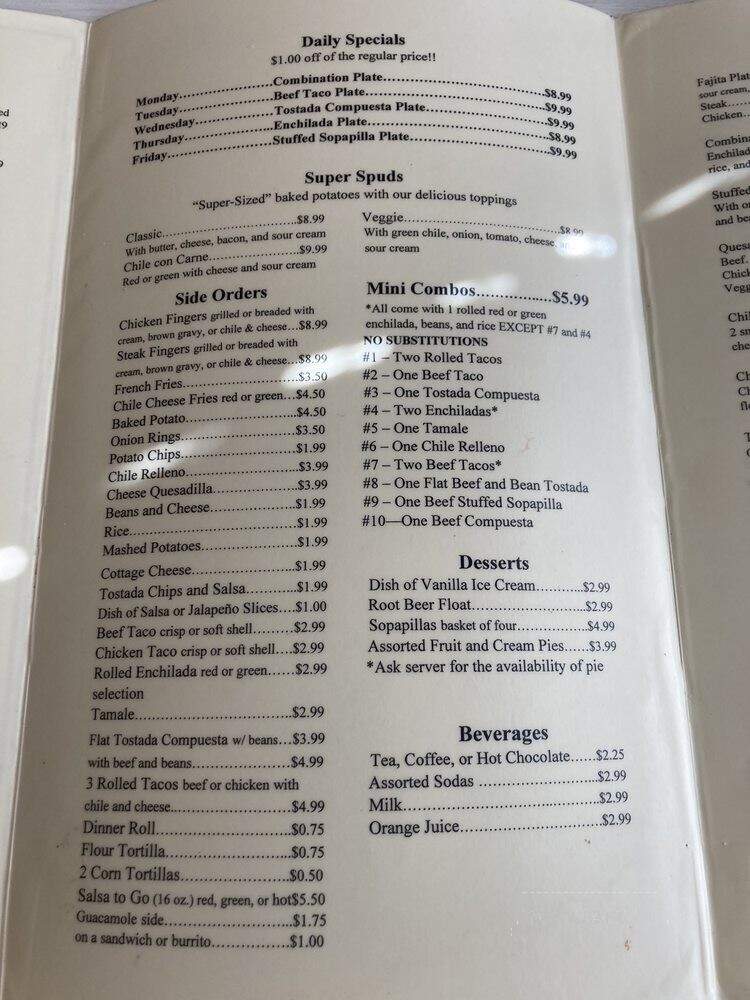 Daily Specials
$1.00 off of the regular price!!
Monday..................Combination Plate..............................$8.99
Tuesday..................Beef Taco Plate..................................$9.99
Wednesday..............Tostada Compuesta Plate......................$9.99
Thursday.................Enchilada Plate..................................$8.99
Friday.....................Stuffed Sopapilla Plate.........................$9.99
Super Spuds
“Super-Sized” baked potatoes with our delicious toppings
Classic..........................$8.99
With butter, cheese, bacon, and sour cream
Chile con Carne..................$9.99
Red or green with cheese and sour cream
Veggie..............................$8.99
With green chile, onion, tomato, cheese, and
sour cream
Side Orders
Chicken Fingers grilled or breaded with
cream, brown gravy, or chile & cheese...$8.99
Steak Fingers grilled or breaded with
cream, brown gravy, or chile & cheese...$8.99
French Fries..........................$3.50
Chile Cheese Fries red or green...$4.50
Baked Potato..........................$4.50
Onion Rings..........................$3.50
Potato Chips..........................$1.99
Chile Relleno..........................$3.99
Cheese Quesadilla....................$3.99
Beans and Cheese....................$1.99
Rice....................................$1.99
Mashed Potatoes......................$1.99
Cottage Cheese.......................$1.99
Tostada Chips and Salsa............$1.99
Dish of Salsa or Jalapeño Slices....$1.00
Beef Taco crisp or soft shell.........$2.99
Chicken Taco crisp or soft shell....$2.99
Rolled Enchilada red or green......$2.99
selection
Tamale..................................$2.99
Flat Tostada Compuesta w/ beans...$3.99
with beef and beans...................$4.99
3 Rolled Tacos beef or chicken with
chile and cheese.......................$4.99
Dinner Roll.............................$0.75
Flour Tortilla...........................$0.75
2 Corn Tortillas........................$0.50
Salsa to Go (16 oz.) red, green, or hot$5.50
Guacamole side........................$1.75
on a sandwich or burrito..............$1.00
Mini Combos..............$5.99
*All come with 1 rolled red or green
enchilada, beans, and rice EXCEPT #7 and #4
NO SUBSTITUTIONS
#1 – Two Rolled Tacos
#2 – One Beef Taco
#3 – One Tostada Compuesta
#4 – Two Enchiladas*
#5 – One Tamale
#6 – One Chile Relleno
#7 – Two Beef Tacos*
#8 – One Flat Beef and Bean Tostada
#9 – One Beef Stuffed Sopapilla
#10—One Beef Compuesta
Desserts
Dish of Vanilla Ice Cream..........$2.99
Root Beer Float.......................$2.99
Sopapillas basket of four.............$4.99
Assorted Fruit and Cream Pies.....$3.99
*Ask server for the availability of pie
Beverages
Tea, Coffee, or Hot Chocolate......$2.25
Assorted Sodas .......................$2.99
Milk......................................$2.99
Orange Juice...........................$2.99
Fajita Plat
sour cream,
Steak.....
Chicken..
Combina
Enchilad
rice, and
Stuffed
With o
and be
Quesa
Beef.
Chick
Vegg
Chil
2 sm
che
Ch
Ch